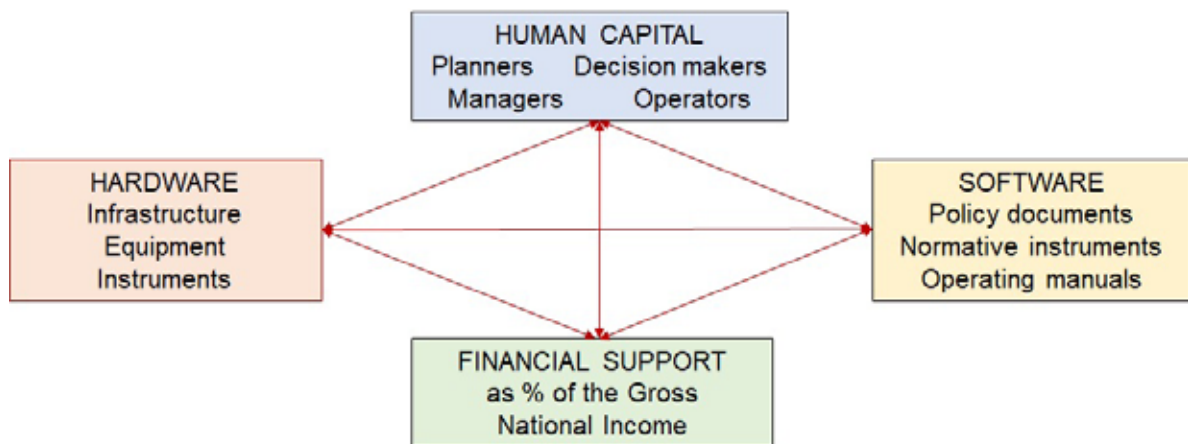 HUMAN CAPITAL
Planners Decision makers
Managers Operators
HARDWARE
Infrastructure
Equipment
Instruments
SOFTWARE
Policy documents
Normative instruments
Operating manuals
FINANCIAL SUPPORT
as % of the Gross
National Income